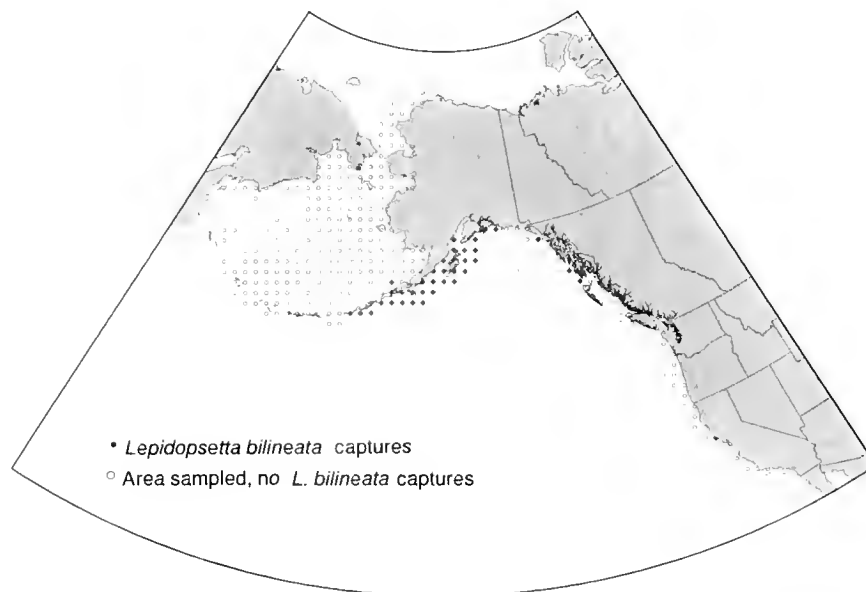 • Lepidopsetta bilineata captures
○ Area sampled, no L. bilineata captures